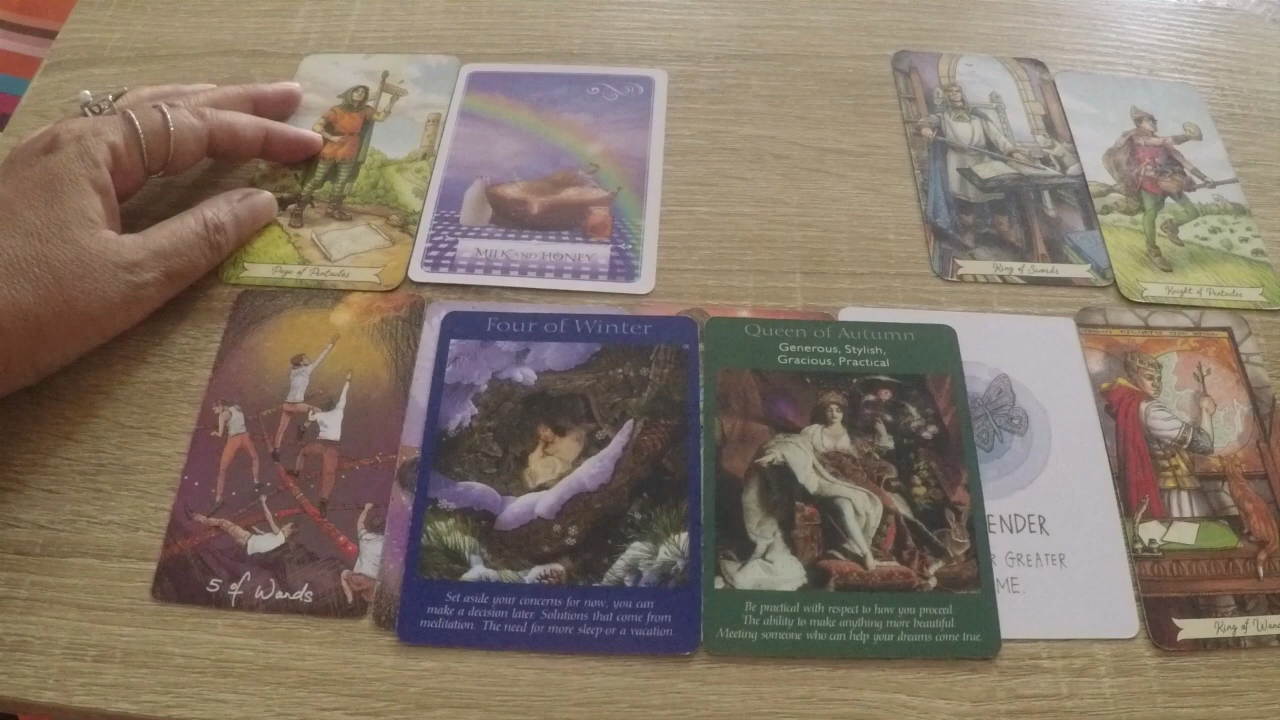 Page of Pentacles
MILK AND HONEY
King of Swords
Knight of Pentacles
5 of Wands
Four of Winter
Set aside your concerns for now, you can
make a decision later. Solutions that come from
meditation. The need for more sleep or a vacation.
Queen of Autumn
Generous, Stylish,
Gracious, Practical
Be practical with respect to how you proceed.
The ability to make anything more beautiful.
Meeting someone who can help your dreams come true.
ENDER
R GREATER
ME.
King of Wand